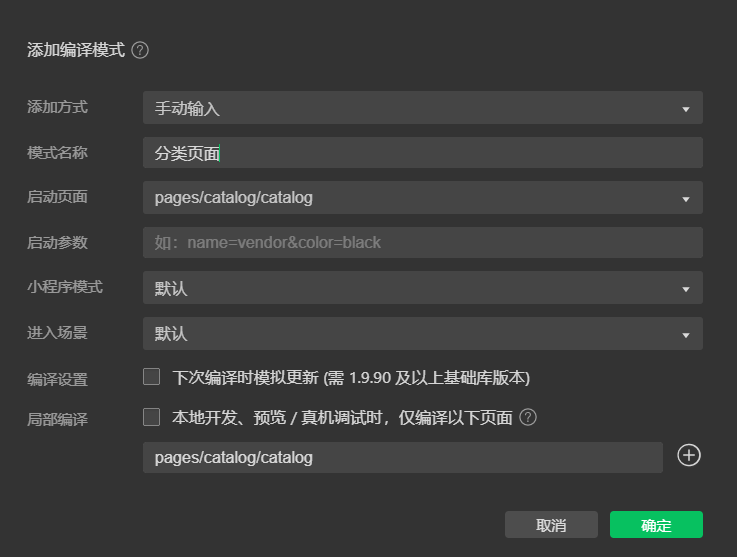 添加编译模式 ?
添加方式 手动输入
模式名称 分类页面
启动页面 pages/catalog/catalog
启动参数 如：name=vendor&color=black
小程序模式 默认
进入场景 默认
编译设置 下次编译时模拟更新 (需 1.9.90 及以上基础库版本)
局部编译 本地开发、预览 / 真机调试时，仅编译以下页面 ?
pages/catalog/catalog
取消 确定